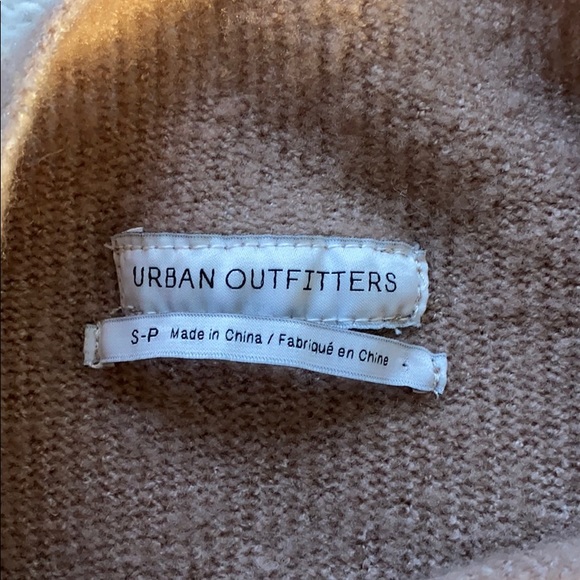 URBAN OUTFITTERS
S-P Made in China / Fabriqué en Chine